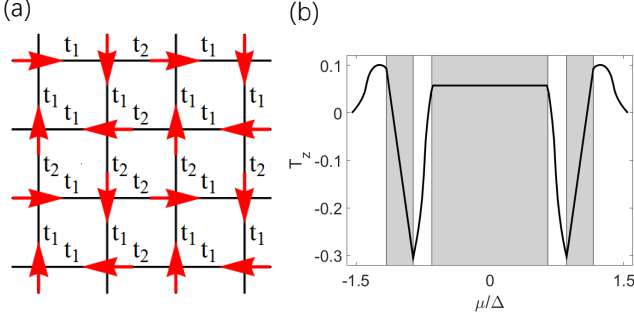 (a)
t₁ t₂ t₁
t₁ t₁ t₁ t₁
t₁ t₂ t₁
t₂ t₁ t₁ t₂
t₁ t₂ t₁
t₁ t₁ t₁ t₁
t₁ t₂ t₁
(b)
T_z
0.1
0
-0.1
-0.2
-0.3
-1.5 0 1.5
μ/Δ